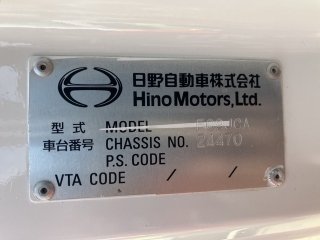 日野自動車株式会社
Hino Motors, Ltd.
型式 MODEL
車台番号 CHASSIS NO. 24470
P.S. CODE
VTA CODE / /